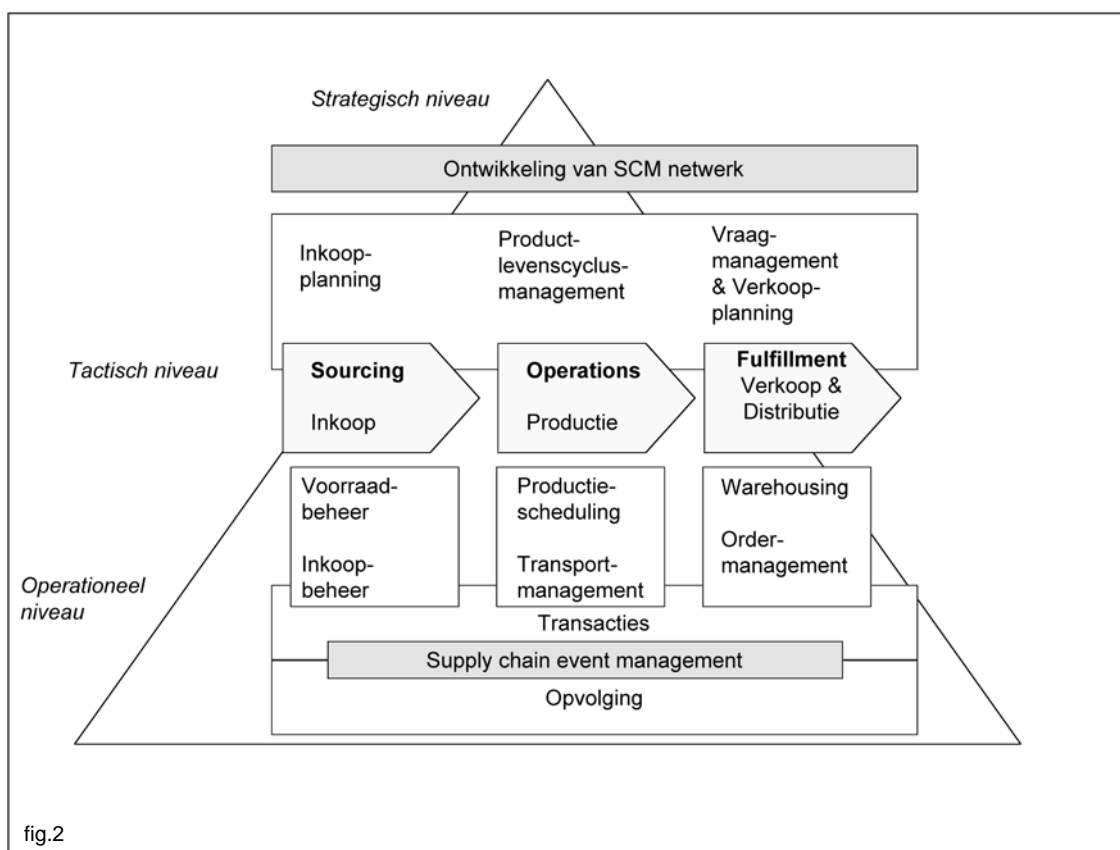 Strategisch niveau
Ontwikkeling van SCM netwerk
Inkoop-
planning
Product-
levenscyclus-
management
Vraag-
management
& Verkoop-
planning
Tactisch niveau
Sourcing
Inkoop
Operations
Productie
Fulfillment
Verkoop &
Distributie
Operationeel
niveau
Voorraad-
beheer
Inkoop-
beheer
Productie-
scheduling
Transport-
management
Warehousing
Order-
management
Transacties
Supply chain event management
Opvolging
fig.2